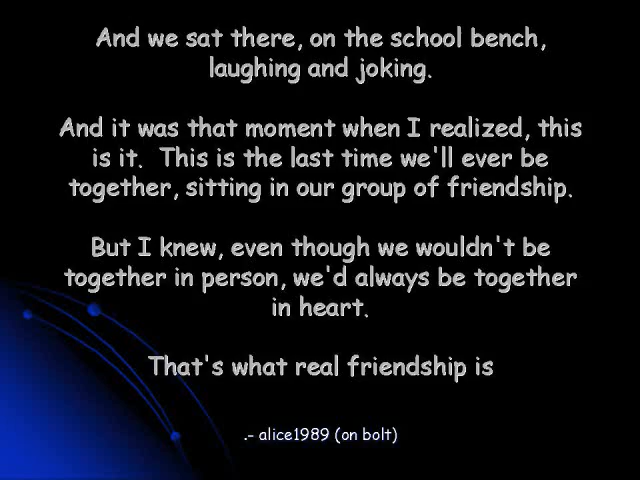 And we sat there, on the school bench,
laughing and joking.
And it was that moment when I realized, this
is it.  This is the last time we'll ever be
together, sitting in our group of friendship.
But I knew, even though we wouldn't be
together in person, we'd always be together
in heart.
That's what real friendship is
.- alice1989 (on bolt)